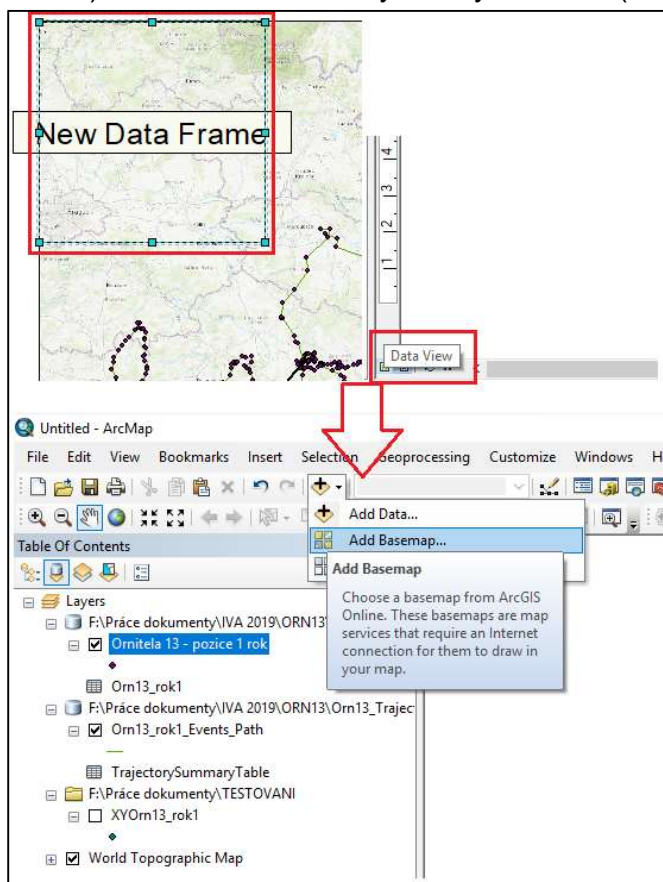 New Data Frame
4
3
2
1
Data View
Untitled - ArcMap
File Edit View Bookmarks Insert Selection Geoprocessing Customize Windows H
Add Data...
Add Basemap...
Table Of Contents
Add Basemap
Choose a basemap from ArcGIS
Online. These basemaps are map
services that require an Internet
connection for them to draw in
your map.
Layers
F:\Práce dokumenty\IVA 2019\ORN13
Ornitela 13 - pozice 1 rok
Orn13_rok1
F:\Práce dokumenty\IVA 2019\ORN13\Orn13_Trajec
Orn13_rok1_Events_Path
TrajectorySummaryTable
F:\Práce dokumenty\TESTOVANI
XYOrn13_rok1
World Topographic Map